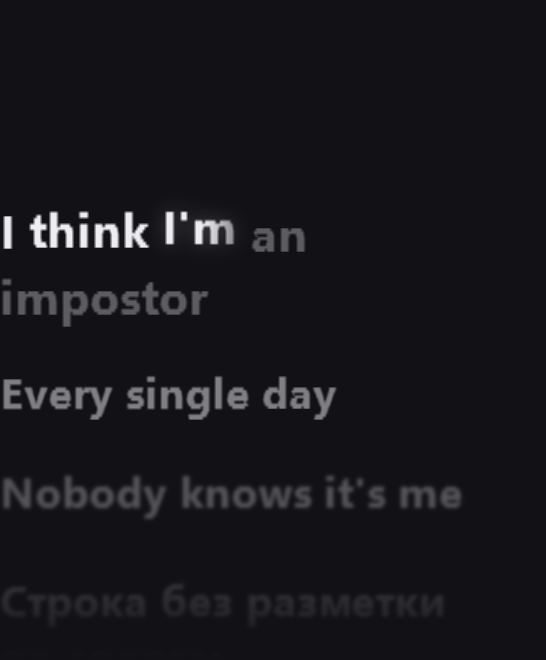 I think I'm an
impostor
Every single day
Nobody knows it's me
Строка без разметки